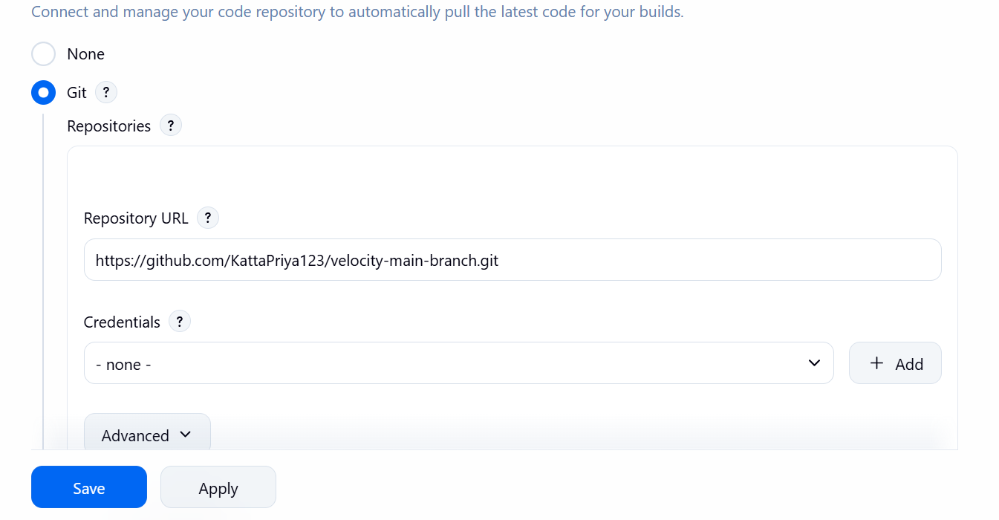 Connect and manage your code repository to automatically pull the latest code for your builds.
None
Git ?
Repositories ?
Repository URL ?
https://github.com/KattaPriya123/velocity-main-branch.git
Credentials ?
- none -
+ Add
Advanced
Save
Apply